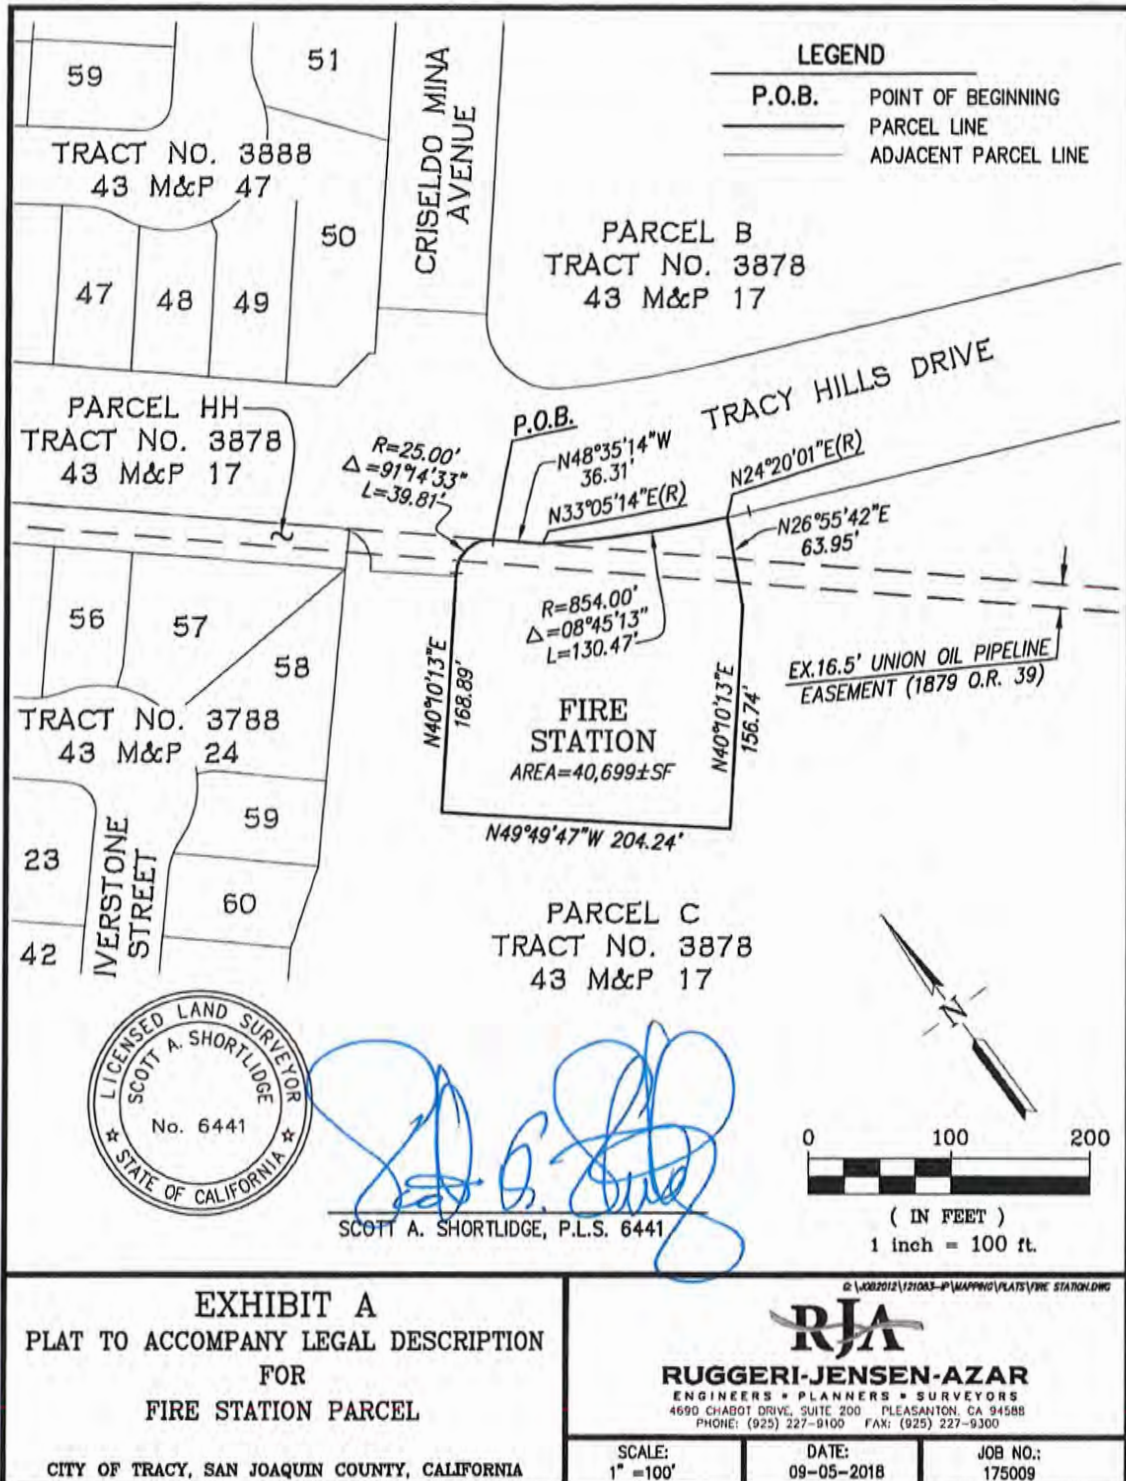 LEGEND
P.O.B. POINT OF BEGINNING
PARCEL LINE
ADJACENT PARCEL LINE
59
51
TRACT NO. 3888
43 M&P 47
CRISELDO MINA
AVENUE
50
47
48
49
PARCEL B
TRACT NO. 3878
43 M&P 17
TRACY HILLS DRIVE
PARCEL HH
TRACT NO. 3878
43 M&P 17
R=25.00'
Δ=91°14'33"
L=39.81'
P.O.B.
N48°35'14"W
36.31'
N33°05'14"E(R)
N24°20'01"E(R)
N26°55'42"E
63.95'
R=854.00'
Δ=08°45'13"
L=130.47'
EX.16.5' UNION OIL PIPELINE
EASEMENT (1879 O.R. 39)
56
57
58
TRACT NO. 3788
43 M&P 24
N40°10'13"E
168.89'
FIRE
STATION
AREA=40,699±SF
N40°10'13"E
156.74'
N49°49'47"W 204.24'
59
60
23
42
IVERSTONE
STREET
PARCEL C
TRACT NO. 3878
43 M&P 17
N
LICENSED LAND SURVEYOR
SCOTT A. SHORTLIDGE
No. 6441
STATE OF CALIFORNIA
SCOTT A. SHORTLIDGE, P.L.S. 6441
0 100 200
( IN FEET )
1 inch = 100 ft.
G:\JOB2012\121083-IP\MAPPING\PLATS\FIRE STATION.DWG
EXHIBIT A
PLAT TO ACCOMPANY LEGAL DESCRIPTION
FOR
FIRE STATION PARCEL
CITY OF TRACY, SAN JOAQUIN COUNTY, CALIFORNIA
RJA
RUGGERI-JENSEN-AZAR
ENGINEERS • PLANNERS • SURVEYORS
4690 CHABOT DRIVE, SUITE 200 PLEASANTON, CA 94588
PHONE: (925) 227-9100 FAX: (925) 227-9300
SCALE:
1" =100'
DATE:
09-05-2018
JOB NO.:
175009